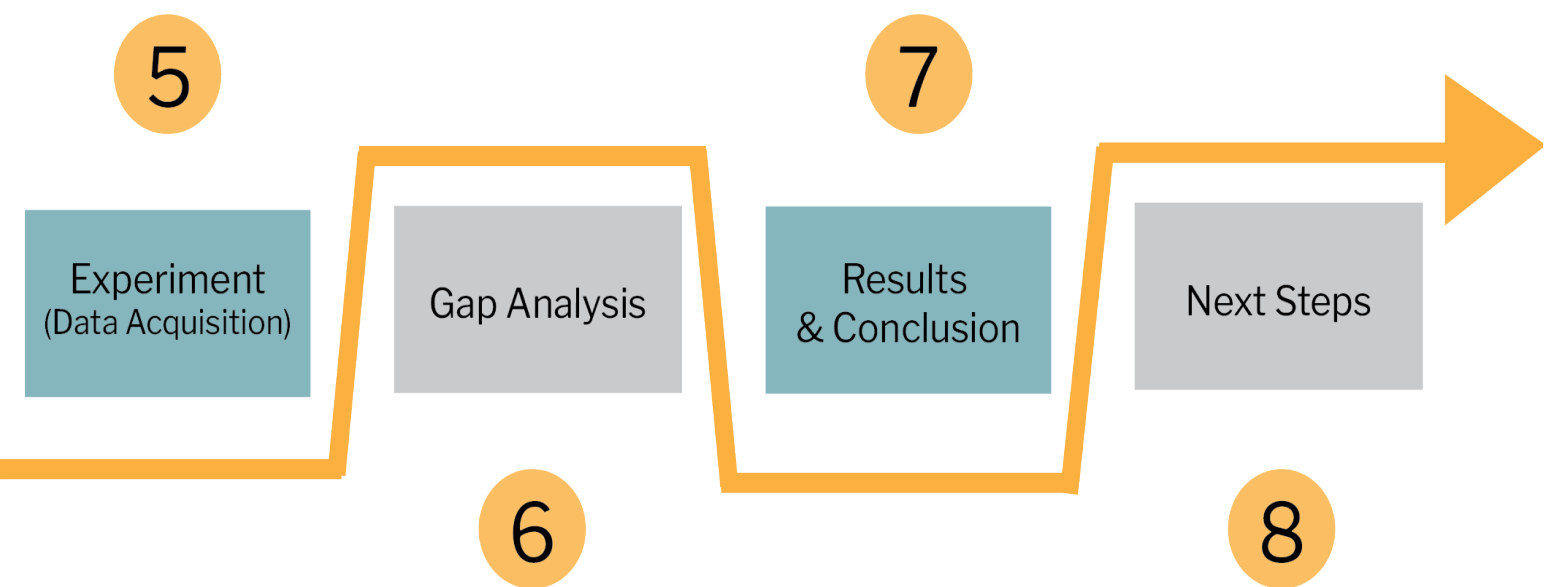 5
Experiment
(Data Acquisition)
Gap Analysis
6
7
Results
& Conclusion
Next Steps
8